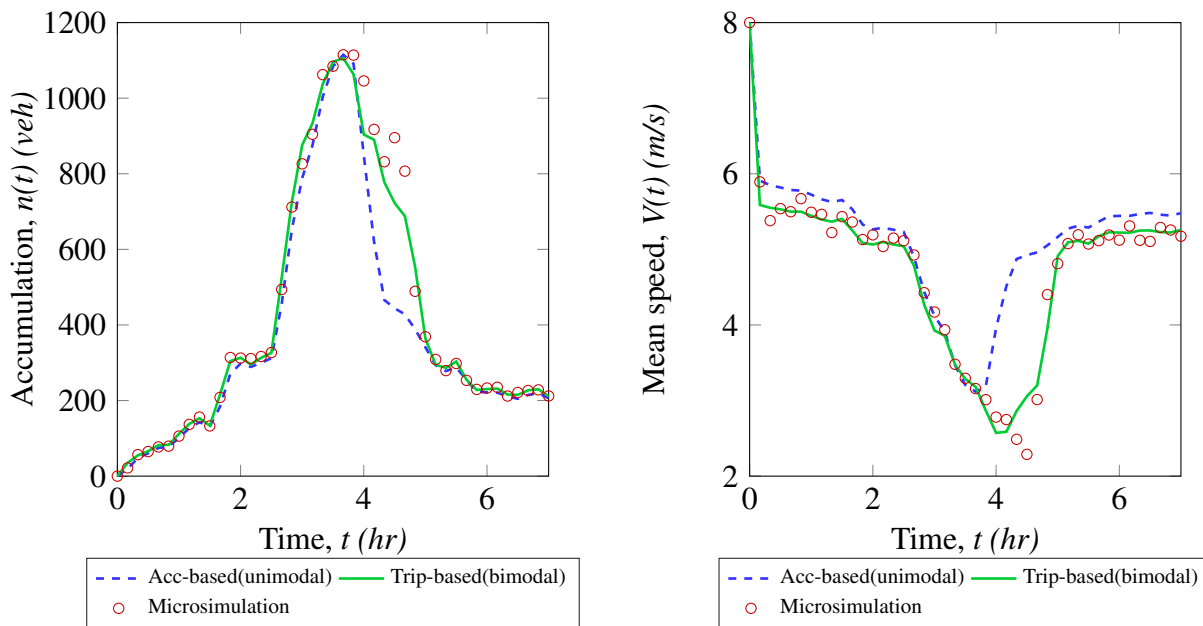 1200
1000
800
600
400
200
0
0 2 4 6
Accumulation, n(t) (veh)
Time, t (hr)
Acc-based(unimodal) Trip-based(bimodal)
Microsimulation
8
6
4
2
0 2 4 6
Mean speed, V(t) (m/s)
Time, t (hr)
Acc-based(unimodal) Trip-based(bimodal)
Microsimulation